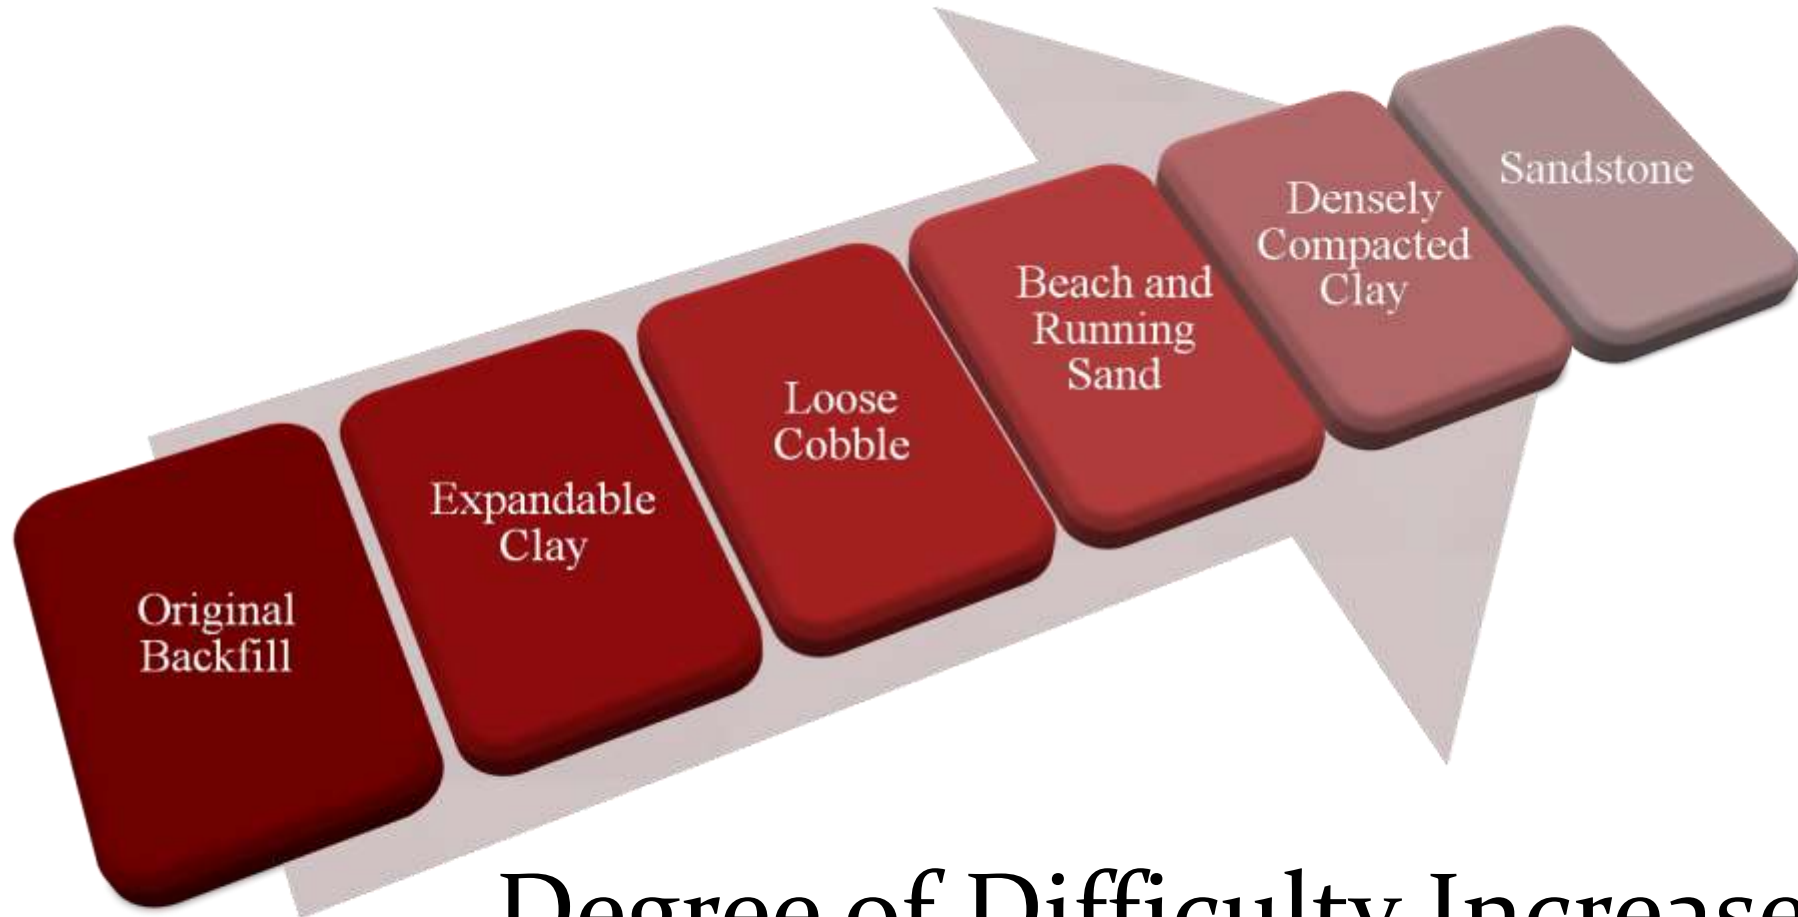 Original
Backfill
Expandable
Clay
Loose
Cobble
Beach and
Running
Sand
Densely
Compacted
Clay
Sandstone
Degree of Difficulty Increase